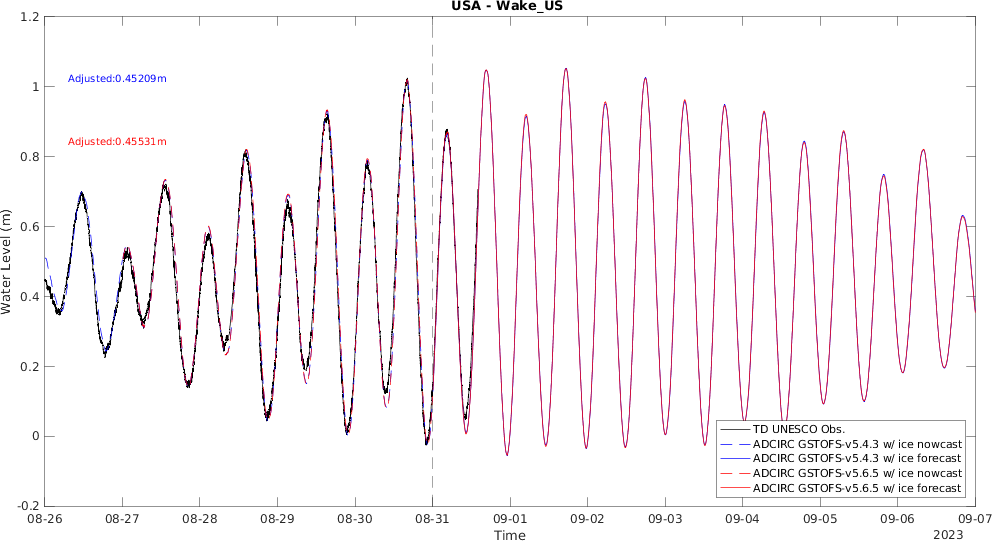 USA - Wake_US
1.2
1
0.8
0.6
0.4
0.2
0
-0.2
Water Level (m)
Adjusted:0.45209m
Adjusted:0.45531m
TD UNESCO Obs.
ADCIRC GSTOFS-v5.4.3 w/ ice nowcast
ADCIRC GSTOFS-v5.4.3 w/ ice forecast
ADCIRC GSTOFS-v5.6.5 w/ ice nowcast
ADCIRC GSTOFS-v5.6.5 w/ ice forecast
08-26 08-27 08-28 08-29 08-30 08-31 09-01 09-02 09-03 09-04 09-05 09-06 09-07
Time
2023